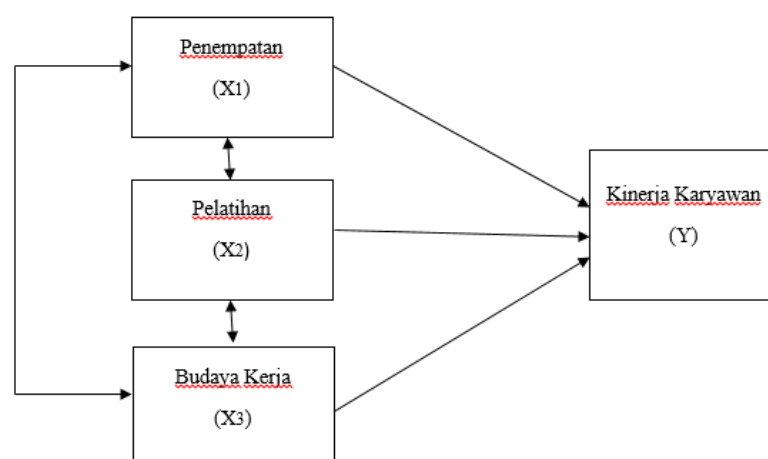 Penempatan
(X1)
Pelatihan
(X2)
Budaya Kerja
(X3)
Kinerja Karyawan
(Y)